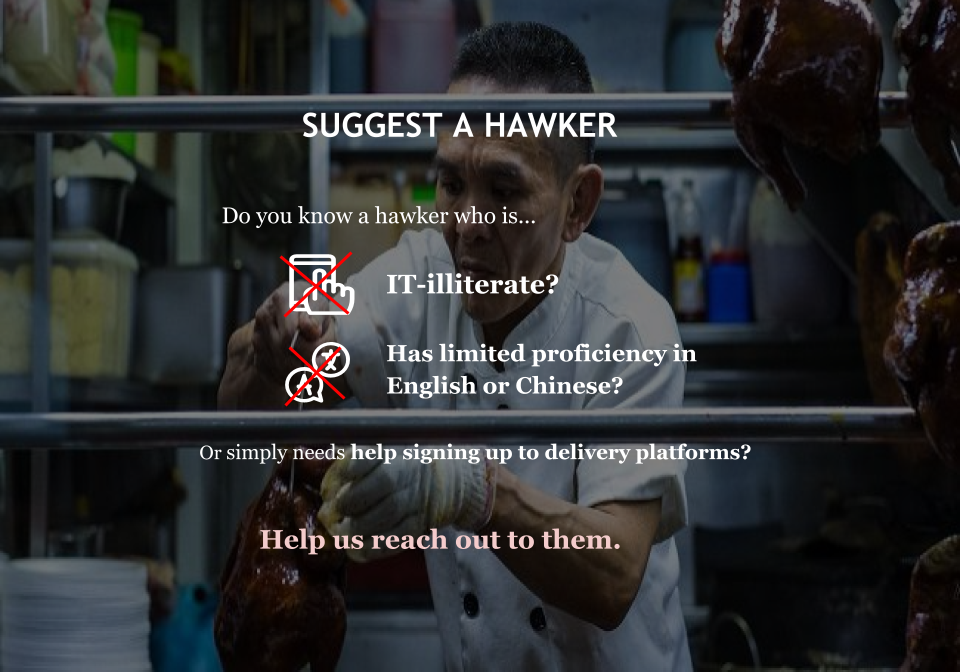 SUGGEST A HAWKER
Do you know a hawker who is...
IT-illiterate?
Has limited proficiency in
English or Chinese?
Or simply needs help signing up to delivery platforms?
Help us reach out to them.